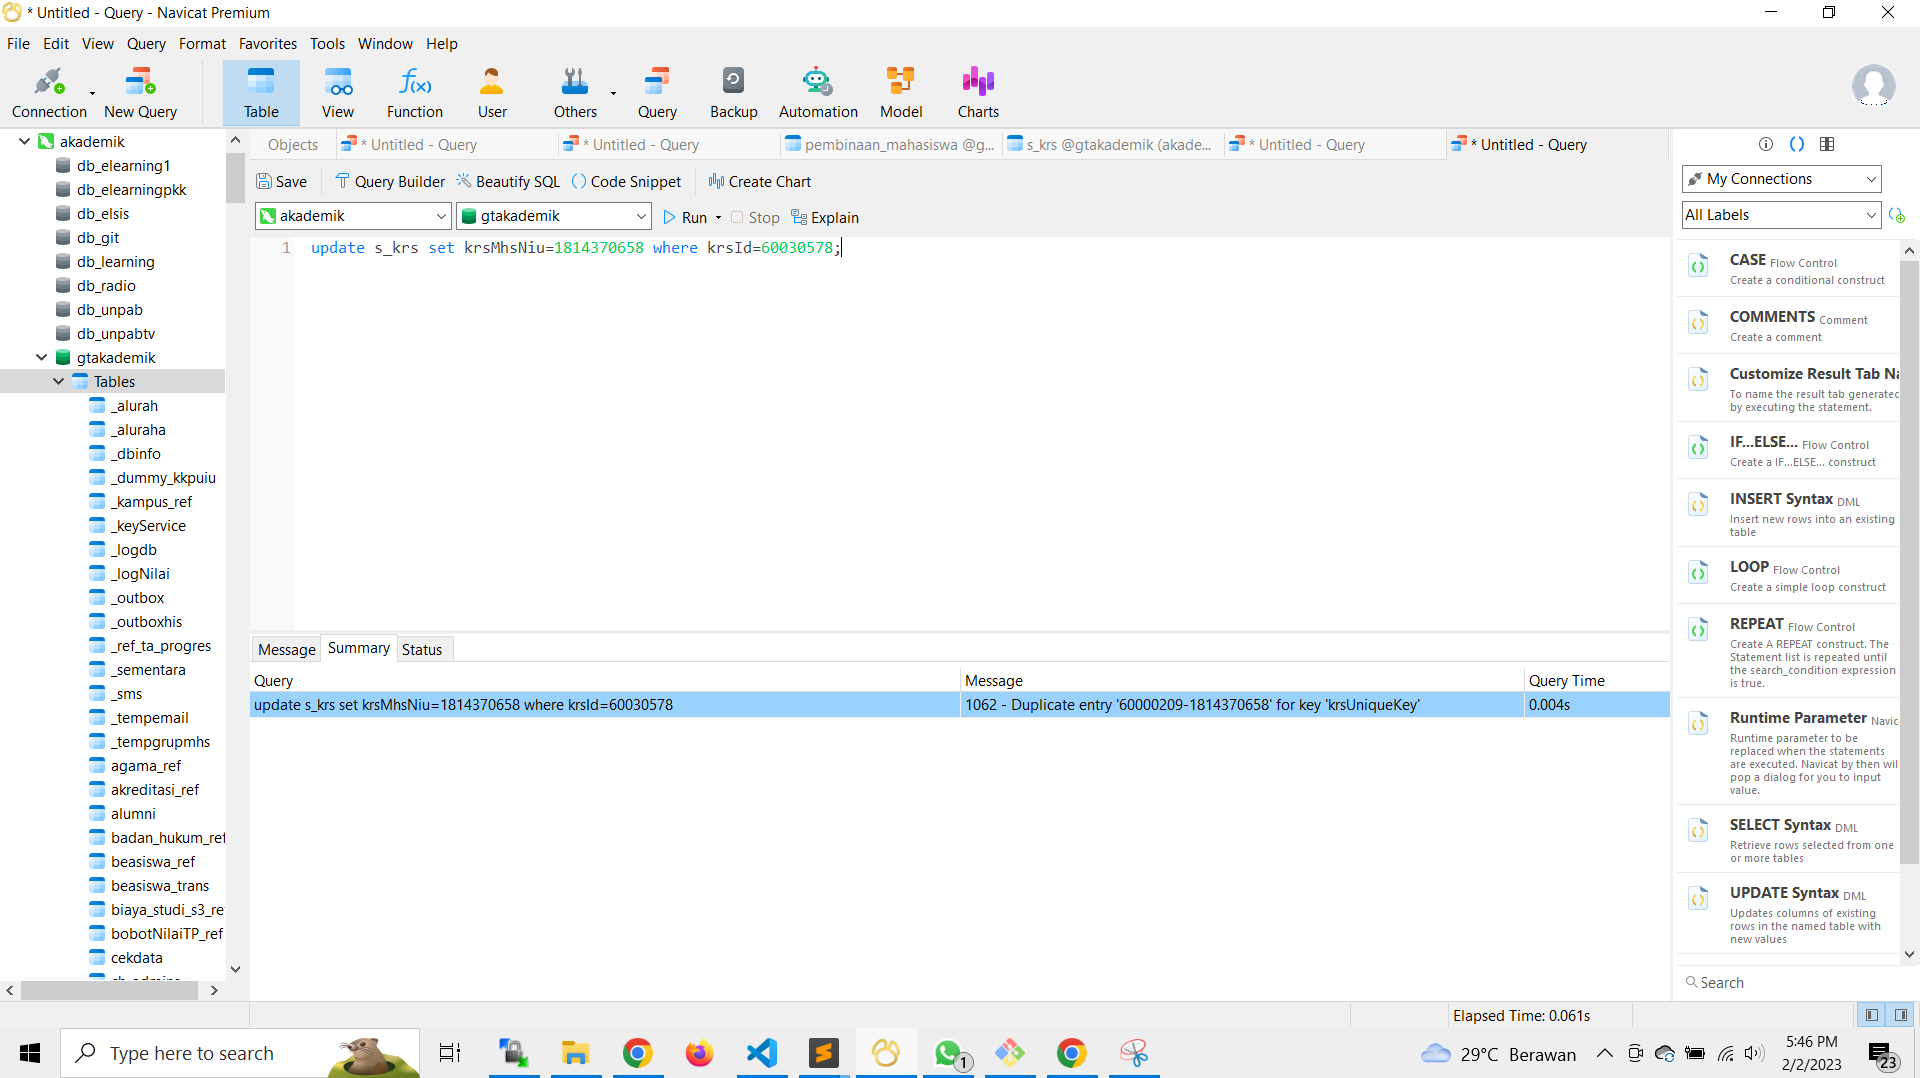 * Untitled - Query - Navicat Premium
File Edit View Query Format Favorites Tools Window Help
Connection New Query Table View Function User Others Query Backup Automation Model Charts
akademik
db_elearning1
db_elearningpkk
db_elsis
db_git
db_learning
db_radio
db_unpab
db_unpabtv
gtakademik
Tables
_alurah
_aluraha
_dbinfo
_dummy_kkpuiu
_kampus_ref
_keyService
_logdb
_logNilai
_outbox
_outboxhis
_ref_ta_progres
_sementara
_sms
_tempemail
_tempgrupmhs
agama_ref
akreditasi_ref
alumni
badan_hukum_ref
beasiswa_ref
beasiswa_trans
biaya_studi_s3_re
bobotNilaiTP_ref
cekdata
Objects * Untitled - Query * Untitled - Query pembinaan_mahasiswa @g... s_krs @gtakademik (akade... * Untitled - Query * Untitled - Query
Save Query Builder Beautify SQL Code Snippet Create Chart
akademik gtakademik Run Stop Explain
1 update s_krs set krsMhsNiu=1814370658 where krsId=60030578;
Message Summary Status
Query Message Query Time
update s_krs set krsMhsNiu=1814370658 where krsId=60030578 1062 - Duplicate entry '60000209-1814370658' for key 'krsUniqueKey' 0.004s
My Connections
All Labels
CASE Flow Control
Create a conditional construct
COMMENTS Comment
Create a comment
Customize Result Tab Na
To name the result tab generated
by executing the statement.
IF...ELSE... Flow Control
Create a IF...ELSE... construct
INSERT Syntax DML
Insert new rows into an existing
table
LOOP Flow Control
Create a simple loop construct
REPEAT Flow Control
Create A REPEAT construct. The
Statement list is repeated until
the search_condition expression
is true.
Runtime Parameter Navic
Runtime parameter to be
replaced when the statements
are executed. Navicat by then will
pop a dialog for you to input
value.
SELECT Syntax DML
Retrieve rows selected from one
or more tables
UPDATE Syntax DML
Updates columns of existing
rows in the named table with
new values
Search
Elapsed Time: 0.061s
Type here to search
1
29°C Berawan
5:46 PM
2/2/2023
23